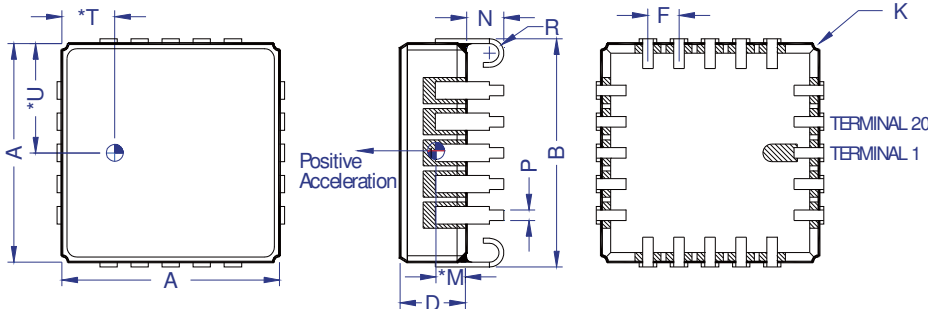 *T
*U
A
A
Positive
Acceleration
N
R
P
B
*M
D
F
K
TERMINAL 20
TERMINAL 1